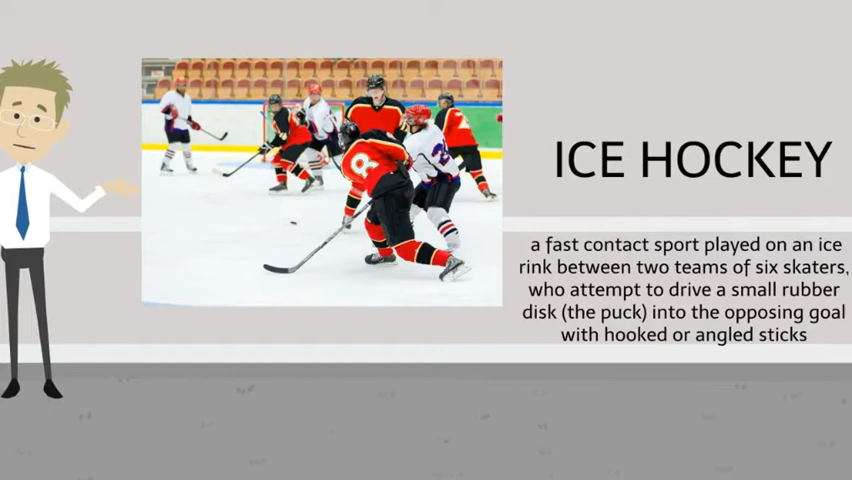 ICE HOCKEY
a fast contact sport played on an ice
rink between two teams of six skaters,
who attempt to drive a small rubber
disk (the puck) into the opposing goal
with hooked or angled sticks
8